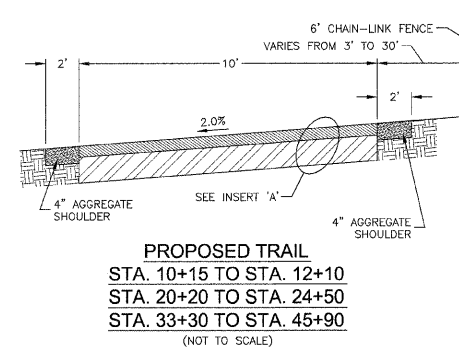 6' CHAIN-LINK FENCE
VARIES FROM 3' TO 30'
2'
10'
2'
2.0%
SEE INSERT 'A'
4" AGGREGATE
SHOULDER
4" AGGREGATE
SHOULDER
PROPOSED TRAIL
STA. 10+15 TO STA. 12+10
STA. 20+20 TO STA. 24+50
STA. 33+30 TO STA. 45+90
(NOT TO SCALE)